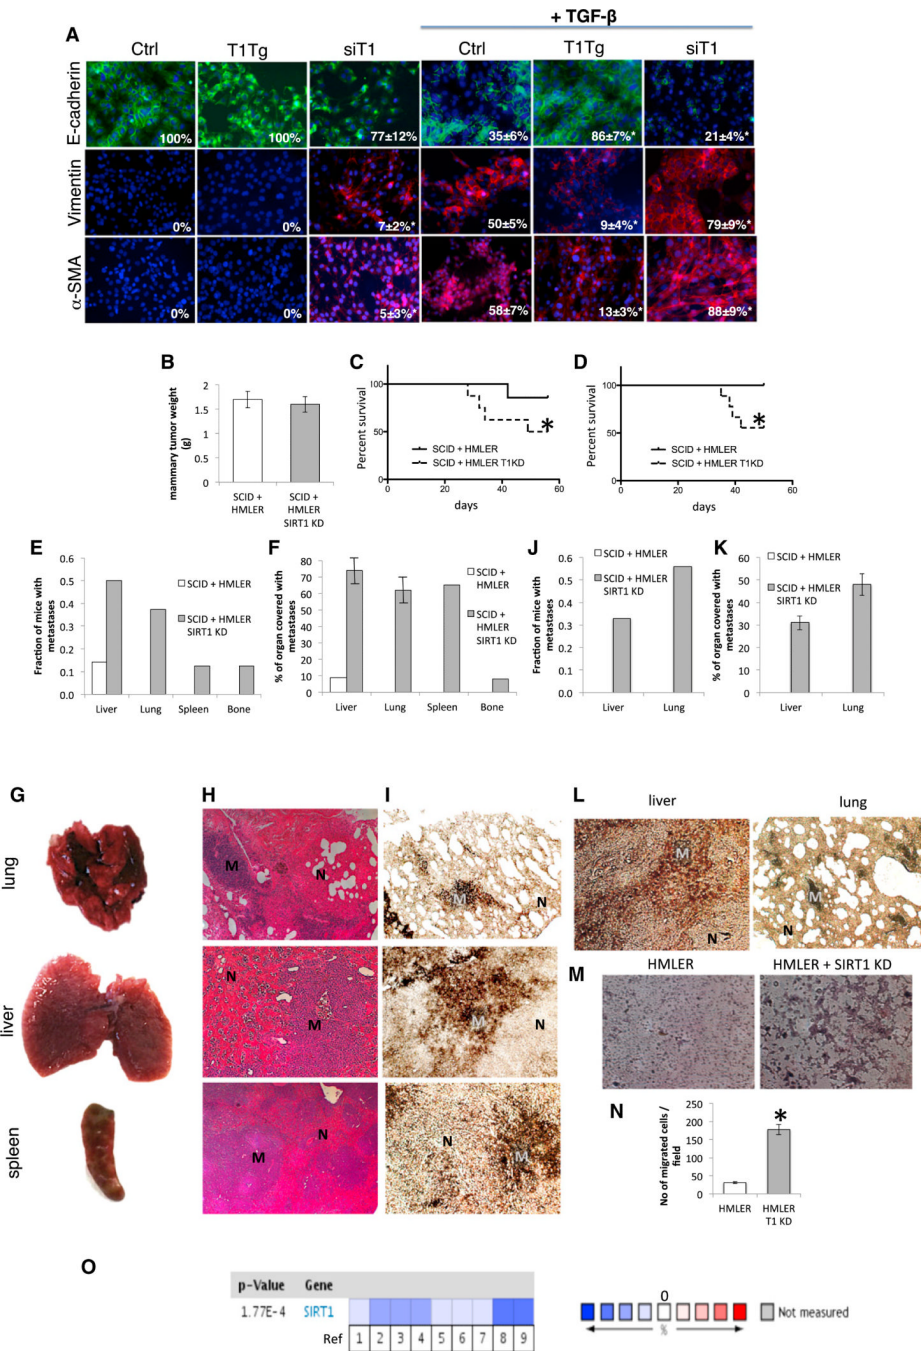 + TGF-β
A
Ctrl T1Tg siT1 Ctrl T1Tg siT1
E-cadherin
100% 100% 77±12% 35±6% 86±7%* 21±4%*
Vimentin
0% 0% 7±2%* 50±5% 9±4%* 79±9%*
α-SMA
0% 0% 5±3%* 58±7% 13±3%* 88±9%*
B
mammary tumor weight
(g)
2
1.5
1
0.5
0
SCID +
HMLER
SCID +
HMLER
SIRT1 KD
C
Percent survival
100
50
0
*
SCID + HMLER
SCID + HMLER T1KD
0 20 40 60
days
D
Percent survival
100
50
0
*
SCID + HMLER
SCID + HMLER T1KD
0 20 40 60
days
E
Fraction of mice with
metastases
0.6
0.5
0.4
0.3
0.2
0.1
0.0
SCID + HMLER
SCID + HMLER
SIRT1 KD
Liver Lung Spleen Bone
F
% of organ covered with
metastases
80
70
60
50
40
30
20
10
0
SCID +
HMLER
SCID +
HMLER
SIRT1 KD
Liver Lung Spleen Bone
J
Fraction of mice with
metastases
0.6
0.5
0.4
0.3
0.2
0.1
0.0
SCID + HMLER
SCID + HMLER
SIRT1 KD
Liver Lung
K
% of organ covered with
metastases
60
50
40
30
20
10
0
SCID + HMLER
SCID + HMLER
SIRT1 KD
Liver Lung
G
lung
liver
spleen
H
M N
N M
M N
I
M N
M N
N M
L
liver lung
M N
M N
M
HMLER HMLER + SIRT1 KD
N
No of migrated cells /
field
250
200
150
100
50
0
*
HMLER
HMLER
T1 KD
O
p-Value Gene
1.77E-4 SIRT1
Ref 1 2 3 4 5 6 7 8 9
0
%
Not measured